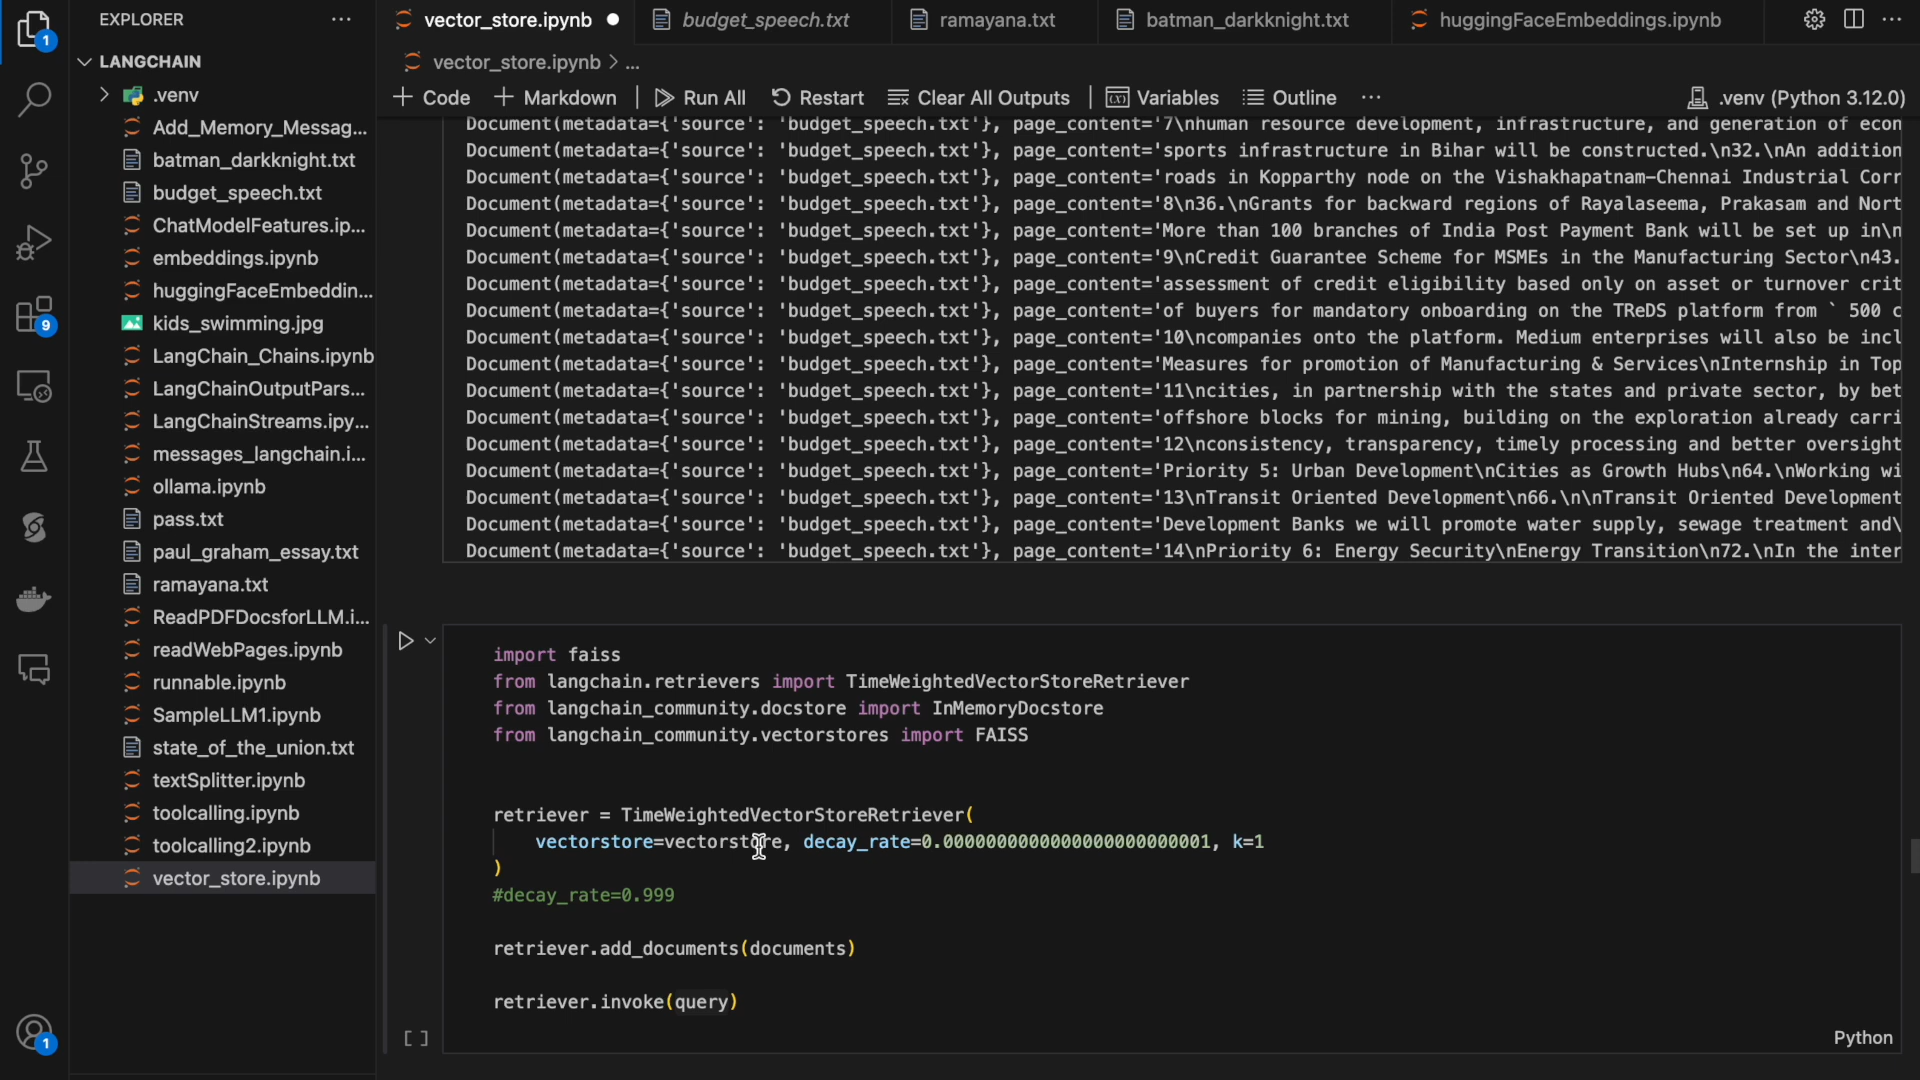 EXPLORER
...
LANGCHAIN
.venv
Add_Memory_Messag...
batman_darkknight.txt
budget_speech.txt
ChatModelFeatures.ip...
embeddings.ipynb
huggingFaceEmbeddin...
kids_swimming.jpg
LangChain_Chains.ipynb
LangChainOutputPars...
LangChainStreams.ipy...
messages_langchain.i...
ollama.ipynb
pass.txt
paul_graham_essay.txt
ramayana.txt
ReadPDFDocsforLLM.i...
readWebPages.ipynb
runnable.ipynb
SampleLLM1.ipynb
state_of_the_union.txt
textSplitter.ipynb
toolcalling.ipynb
toolcalling2.ipynb
vector_store.ipynb
1
9
1
vector_store.ipynb budget_speech.txt ramayana.txt batman_darkknight.txt huggingFaceEmbeddings.ipynb
vector_store.ipynb > ...
+ Code + Markdown | Run All Restart Clear All Outputs | Variables Outline ... .venv (Python 3.12.0)
Document(metadata={'source': 'budget_speech.txt'}, page_content='7\nhuman resource development, infrastructure, and generation of econ
Document(metadata={'source': 'budget_speech.txt'}, page_content='sports infrastructure in Bihar will be constructed.\n32.\nAn addition
Document(metadata={'source': 'budget_speech.txt'}, page_content='roads in Kopparthy node on the Vishakhapatnam-Chennai Industrial Corr
Document(metadata={'source': 'budget_speech.txt'}, page_content='8\n36.\nGrants for backward regions of Rayalaseema, Prakasam and Nort
Document(metadata={'source': 'budget_speech.txt'}, page_content='More than 100 branches of India Post Payment Bank will be set up in\n
Document(metadata={'source': 'budget_speech.txt'}, page_content='9\nCredit Guarantee Scheme for MSMEs in the Manufacturing Sector\n43.
Document(metadata={'source': 'budget_speech.txt'}, page_content='assessment of credit eligibility based only on asset or turnover crit
Document(metadata={'source': 'budget_speech.txt'}, page_content='of buyers for mandatory onboarding on the TReDS platform from ` 500 c
Document(metadata={'source': 'budget_speech.txt'}, page_content='10\ncompanies onto the platform. Medium enterprises will also be incl
Document(metadata={'source': 'budget_speech.txt'}, page_content='Measures for promotion of Manufacturing & Services\nInternship in Top
Document(metadata={'source': 'budget_speech.txt'}, page_content='11\ncities, in partnership with the states and private sector, by bet
Document(metadata={'source': 'budget_speech.txt'}, page_content='offshore blocks for mining, building on the exploration already carri
Document(metadata={'source': 'budget_speech.txt'}, page_content='12\nconsistency, transparency, timely processing and better oversight
Document(metadata={'source': 'budget_speech.txt'}, page_content='Priority 5: Urban Development\nCities as Growth Hubs\n64.\nWorking wi
Document(metadata={'source': 'budget_speech.txt'}, page_content='13\nTransit Oriented Development\n66.\n\nTransit Oriented Development
Document(metadata={'source': 'budget_speech.txt'}, page_content='Development Banks we will promote water supply, sewage treatment and\
Document(metadata={'source': 'budget_speech.txt'}, page_content='14\nPriority 6: Energy Security\nEnergy Transition\n72.\nIn the inter
import faiss
from langchain.retrievers import TimeWeightedVectorStoreRetriever
from langchain_community.docstore import InMemoryDocstore
from langchain_community.vectorstores import FAISS
retriever = TimeWeightedVectorStoreRetriever(
vectorstore=vectorstore, decay_rate=0.0000000000000000000000001, k=1
)
#decay_rate=0.999
retriever.add_documents(documents)
retriever.invoke(query)
[ ]
Python